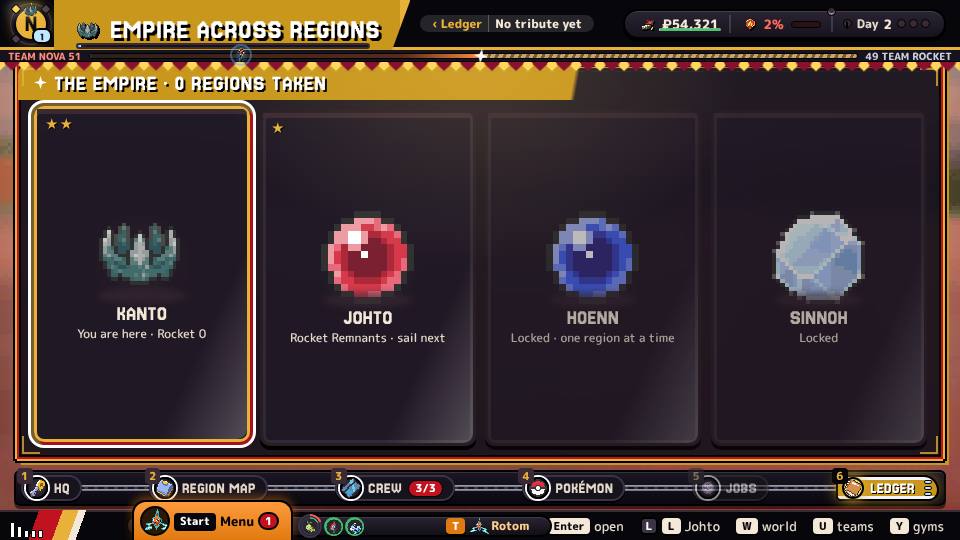 N
1
EMPIRE ACROSS REGIONS
‹ Ledger
No tribute yet
₽54,321
2%
Day 2
TEAM NOVA 51
49 TEAM ROCKET
THE EMPIRE · 0 REGIONS TAKEN
KANTO
You are here · Rocket 0
JOHTO
Rocket Remnants · sail next
HOENN
Locked · one region at a time
SINNOH
Locked
1 HQ
2 REGION MAP
3 CREW 3/3
4 POKÉMON
5 JOBS
6 LEDGER
Start Menu 1
T Rotom
Enter open
L L Johto
W world
U teams
Y gyms